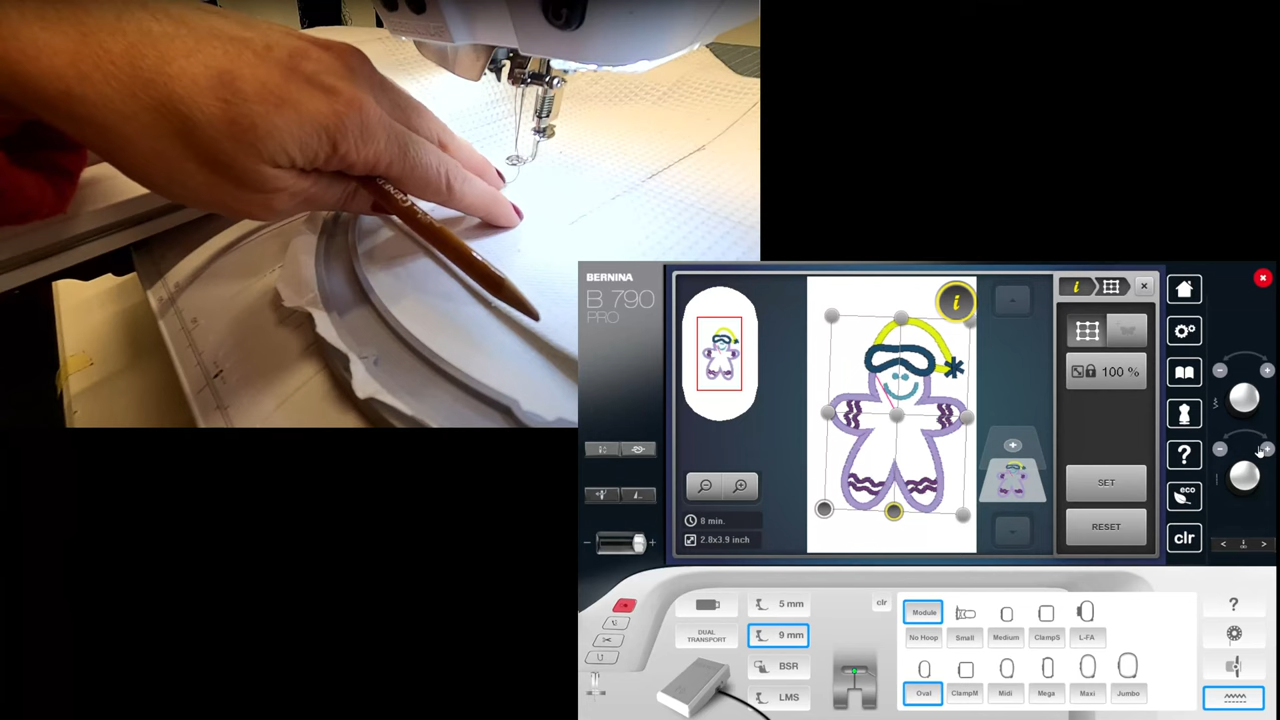 BERNINA
B 790
PRO
i
i
100 %
SET
RESET
8 min.
2.8x3.9 inch
?
eco
clr
5 mm
DUAL
TRANSPORT
9 mm
BSR
LMS
clr
Module
No Hoop
Small
Medium
ClampS
L-FA
Oval
ClampM
Midi
Mega
Maxi
Jumbo
?